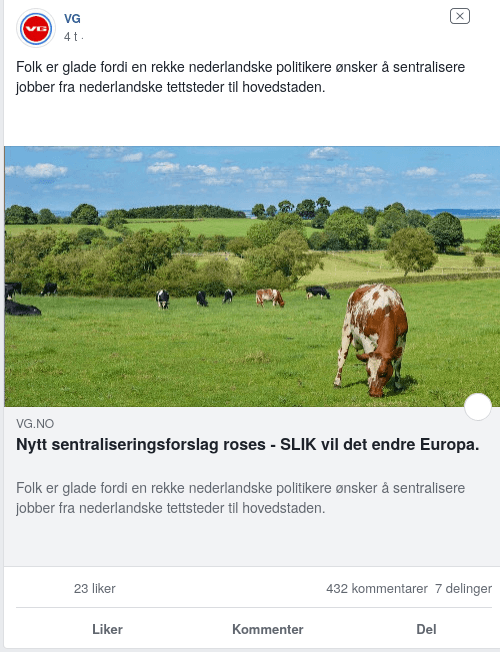 VG
VG
4 t ·
Folk er glade fordi en rekke nederlandske politikere ønsker å sentralisere
jobber fra nederlandske tettsteder til hovedstaden.
VG.NO
Nytt sentraliseringsforslag roses - SLIK vil det endre Europa.
Folk er glade fordi en rekke nederlandske politikere ønsker å sentralisere
jobber fra nederlandske tettsteder til hovedstaden.
23 liker 432 kommentarer 7 delinger
Liker Kommenter Del